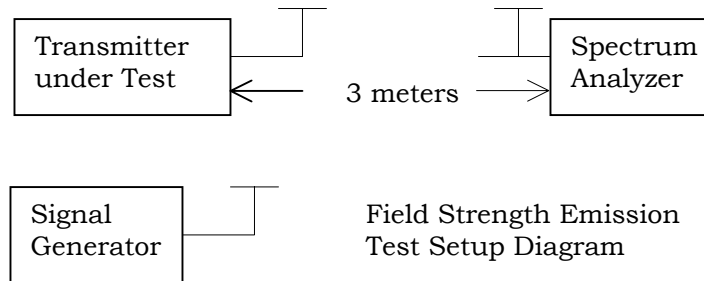 Transmitter
under Test
3 meters
Spectrum
Analyzer
Signal
Generator
Field Strength Emission
Test Setup Diagram